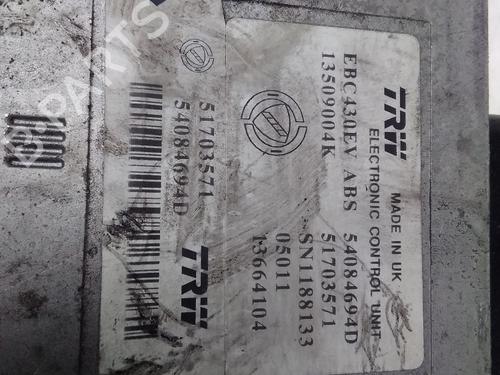 B-PARTS
TRW
MADE IN UK
ELECTRONIC CONTROL UNIT
EBC430EV ABS 54084694D
13509004K 51703571
SN1188133
05011
13664104
51703571
54084694D
TRW